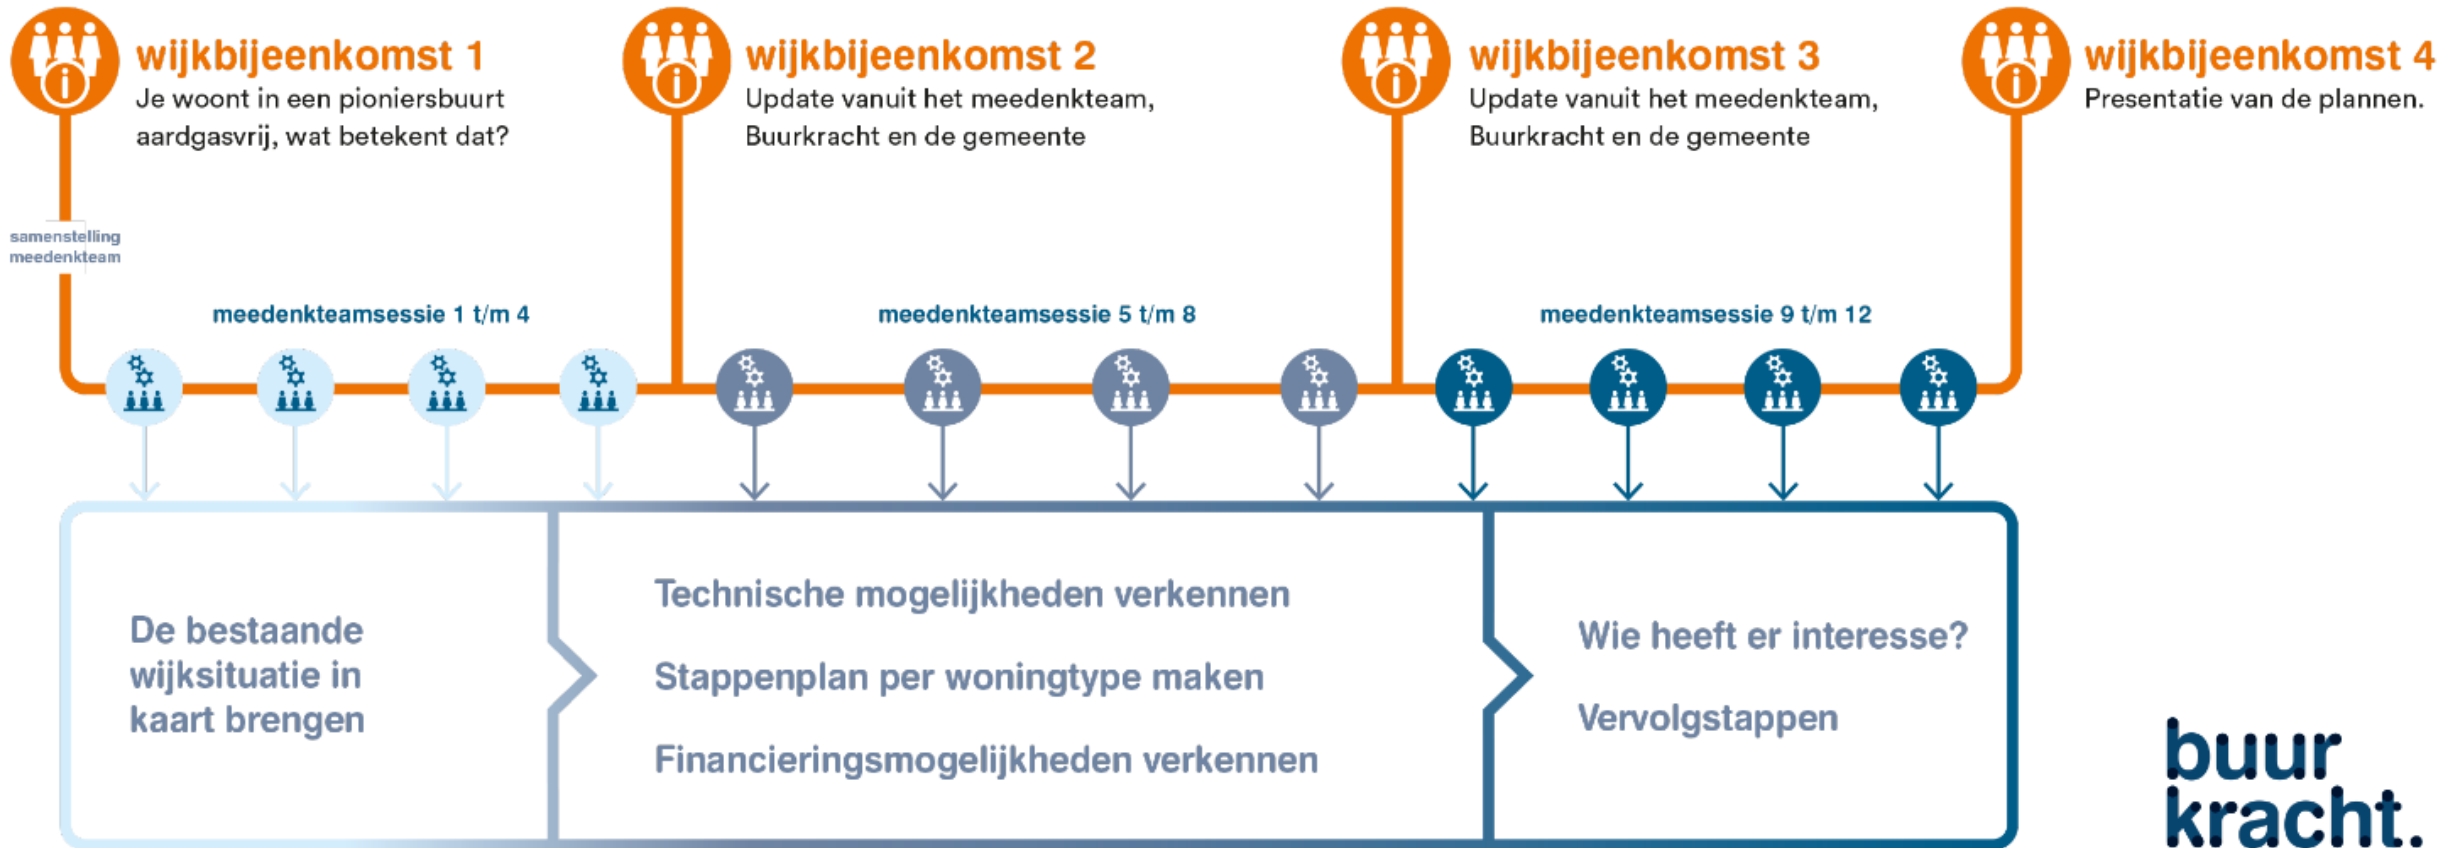 wijkbijeenkomst 1
Je woont in een pioniersbuurt
aardgasvrij, wat betekent dat?
wijkbijeenkomst 2
Update vanuit het meedenkteam,
Buurkracht en de gemeente
wijkbijeenkomst 3
Update vanuit het meedenkteam,
Buurkracht en de gemeente
wijkbijeenkomst 4
Presentatie van de plannen.
samenstelling
meedenkteam
meedenkteamsessie 1 t/m 4
meedenkteamsessie 5 t/m 8
meedenkteamsessie 9 t/m 12
De bestaande
wijksituatie in
kaart brengen
Technische mogelijkheden verkennen
Stappenplan per woningtype maken
Financieringsmogelijkheden verkennen
Wie heeft er interesse?
Vervolgstappen
buur
kracht.